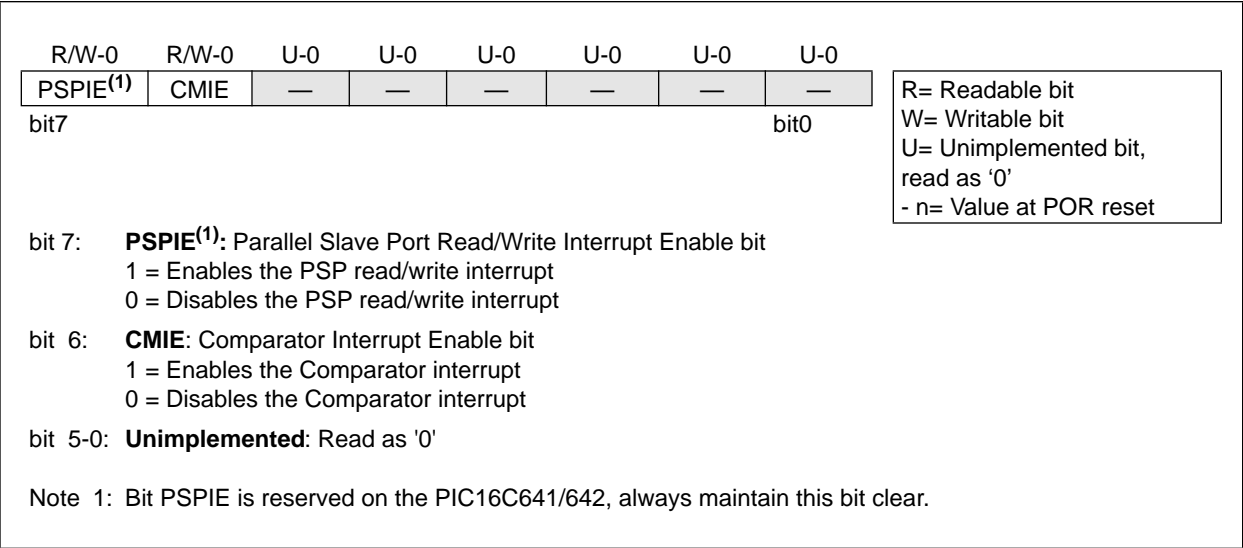 R/W-0 R/W-0 U-0 U-0 U-0 U-0 U-0 U-0
PSPIE(1) CMIE — — — — — —
bit7 bit0
R= Readable bit
W= Writable bit
U= Unimplemented bit,
read as ‘0’
- n= Value at POR reset
bit 7: PSPIE(1): Parallel Slave Port Read/Write Interrupt Enable bit
1 = Enables the PSP read/write interrupt
0 = Disables the PSP read/write interrupt
bit 6: CMIE: Comparator Interrupt Enable bit
1 = Enables the Comparator interrupt
0 = Disables the Comparator interrupt
bit 5-0: Unimplemented: Read as '0'
Note 1: Bit PSPIE is reserved on the PIC16C641/642, always maintain this bit clear.